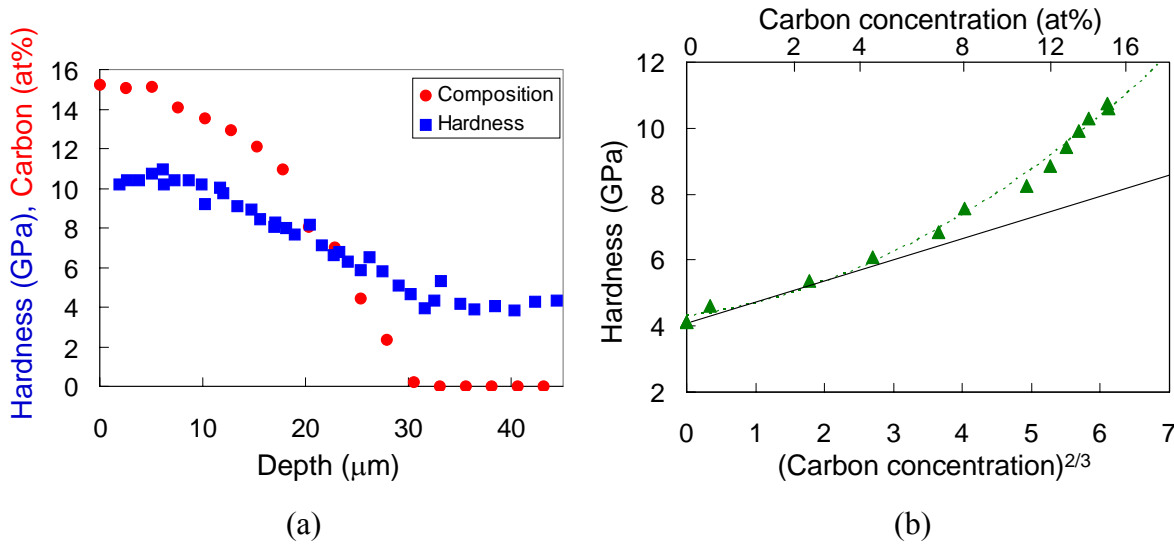 Hardness (GPa), Carbon (at%)
16
14
12
10
8
6
4
2
0
Composition
Hardness
0 10 20 30 40
Depth (μm)
(a)
Carbon concentration (at%)
0 2 4 8 12 16
Hardness (GPa)
12
10
8
6
4
2
0 1 2 3 4 5 6 7
(Carbon concentration)2/3
(b)